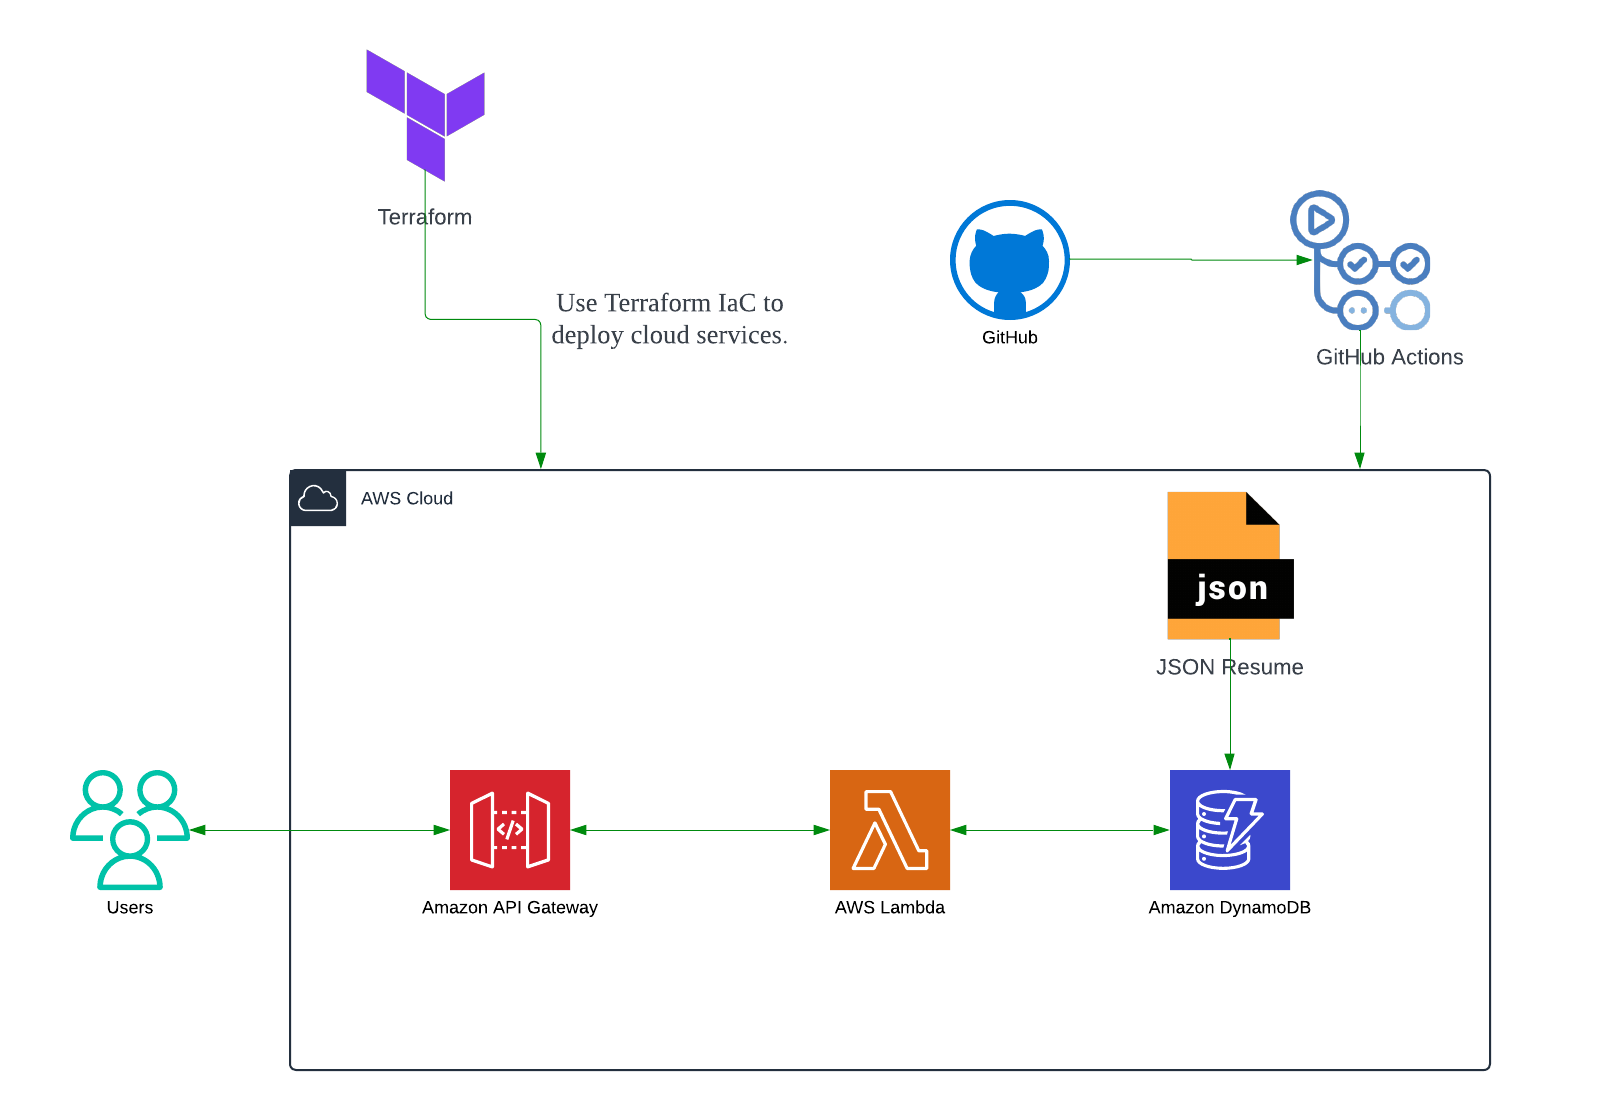 Terraform
Use Terraform IaC to
deploy cloud services.
GitHub
GitHub Actions
AWS Cloud
json
JSON Resume
</>
Users
Amazon API Gateway
AWS Lambda
Amazon DynamoDB